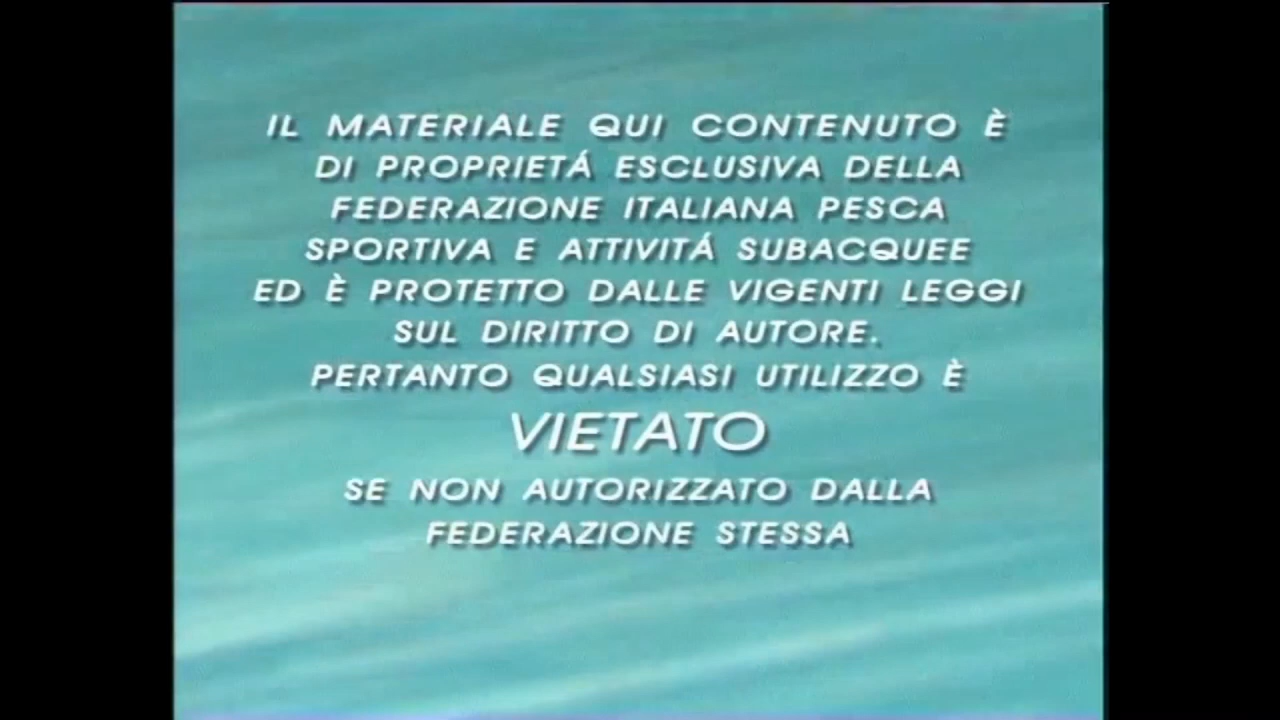 IL MATERIALE QUI CONTENUTO È
DI PROPRIETÁ ESCLUSIVA DELLA
FEDERAZIONE ITALIANA PESCA
SPORTIVA E ATTIVITÁ SUBACQUEE
ED È PROTETTO DALLE VIGENTI LEGGI
SUL DIRITTO DI AUTORE.
PERTANTO QUALSIASI UTILIZZO È
VIETATO
SE NON AUTORIZZATO DALLA
FEDERAZIONE STESSA